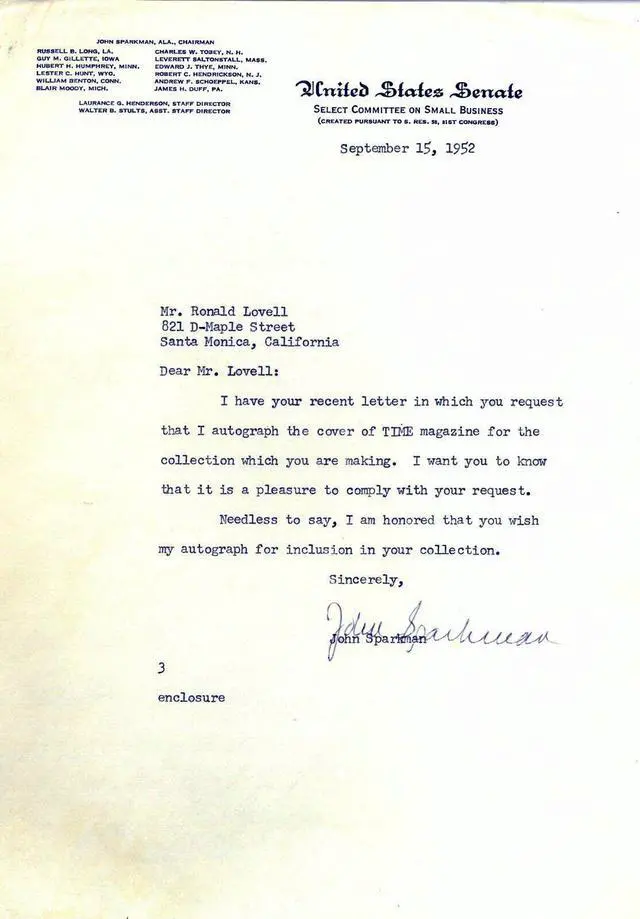 JOHN SPARKMAN, ALA., CHAIRMAN
RUSSELL B. LONG, LA. CHARLES W. TOBEY, N. H.
GUY M. GILLETTE, IOWA LEVERETT SALTONSTALL, MASS.
HUBERT H. HUMPHREY, MINN. EDWARD J. THYE, MINN.
LESTER C. HUNT, WYO. ROBERT C. HENDRICKSON, N. J.
WILLIAM BENTON, CONN. ANDREW F. SCHOEPPEL, KANS.
BLAIR MOODY, MICH. JAMES H. DUFF, PA.
LAURANCE G. HENDERSON, STAFF DIRECTOR
WALTER B. STULTS, ASST. STAFF DIRECTOR
United States Senate
SELECT COMMITTEE ON SMALL BUSINESS
(CREATED PURSUANT TO S. RES. 58, 81ST CONGRESS)
September 15, 1952
Mr. Ronald Lovell
821 D-Maple Street
Santa Monica, California
Dear Mr. Lovell:
I have your recent letter in which you request
that I autograph the cover of TIME magazine for the
collection which you are making. I want you to know
that it is a pleasure to comply with your request.
Needless to say, I am honored that you wish
my autograph for inclusion in your collection.
Sincerely,
John Sparkman
John Sparkman
3
enclosure